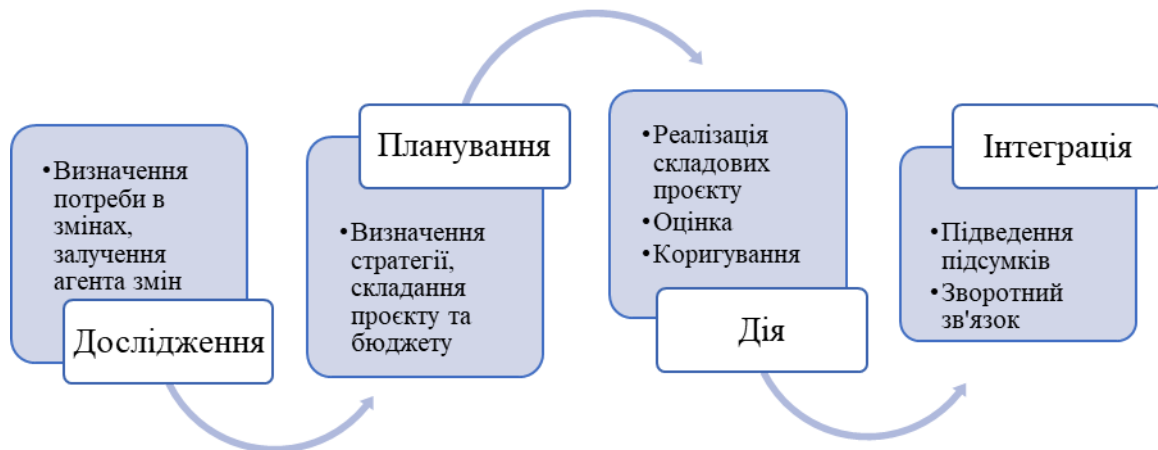 •Визначення
потреби в
змінах,
залучення
агента змін
Дослідження
Планування
•Визначення
стратегії,
складання
проєкту та
бюджету
•Реалізація
складових
проєкту
•Оцінка
•Коригування
Дія
Інтеграція
•Підведення
підсумків
•Зворотний
зв'язок